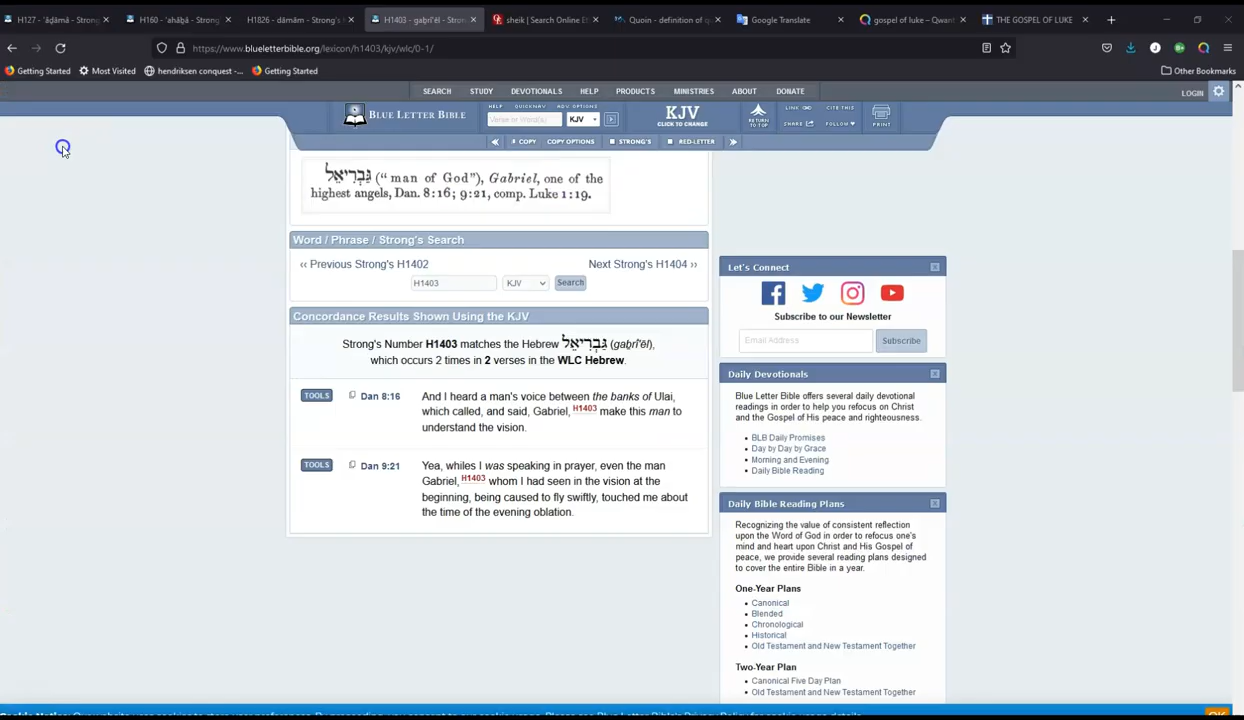 H127 - 'ăḏāmâ - Strong
H160 - 'ahăḇâ - Strong
H1826 - dāmām - Strong's
H1403 - gaḇrî'ēl - Stron
sheik | Search Online Et
Quoin - definition of qu
Google Translate
gospel of luke - Qwant
THE GOSPEL OF LUKE
https://www.blueletterbible.org/lexicon/h1403/kjv/wlc/0-1/
Getting Started
Most Visited
hendriksen conquest -...
Getting Started
Other Bookmarks
SEARCH STUDY DEVOTIONALS HELP PRODUCTS MINISTRIES ABOUT DONATE
LOGIN
BLUE LETTER BIBLE
HELP QUICKNAV ADV. OPTIONS
Verse or Word(s)
KJV
KJV
CLICK TO CHANGE
RETURN
TO TOP
LINK
CITE THIS
SHARE
FOLLOW
PRINT
COPY COPY OPTIONS STRONG'S RED-LETTER
גַּבְרִיאֵל (“man of God”), Gabriel, one of the
highest angels, Dan. 8:16; 9:21, comp. Luke 1:19.
Word / Phrase / Strong's Search
‹‹ Previous Strong's H1402
Next Strong's H1404 ››
H1403
KJV
Search
Concordance Results Shown Using the KJV
Strong's Number H1403 matches the Hebrew גַּבְרִיאֵל (gaḇrî'ēl),
which occurs 2 times in 2 verses in the WLC Hebrew.
TOOLS
Dan 8:16
And I heard a man's voice between the banks of Ulai,
which called, and said, Gabriel, H1403 make this man to
understand the vision.
TOOLS
Dan 9:21
Yea, whiles I was speaking in prayer, even the man
Gabriel, H1403 whom I had seen in the vision at the
beginning, being caused to fly swiftly, touched me about
the time of the evening oblation.
Let's Connect
Subscribe to our Newsletter
Email Address
Subscribe
Daily Devotionals
Blue Letter Bible offers several daily devotional
readings in order to help you refocus on Christ
and the Gospel of His peace and righteousness.
BLB Daily Promises
Day by Day by Grace
Morning and Evening
Daily Bible Reading
Daily Bible Reading Plans
Recognizing the value of consistent reflection
upon the Word of God in order to refocus one's
mind and heart upon Christ and His Gospel of
peace, we provide several reading plans designed
to cover the entire Bible in a year.
One-Year Plans
Canonical
Blended
Chronological
Historical
Old Testament and New Testament Together
Two-Year Plan
Canonical Five Day Plan
Old Testament and New Testament Together
OK